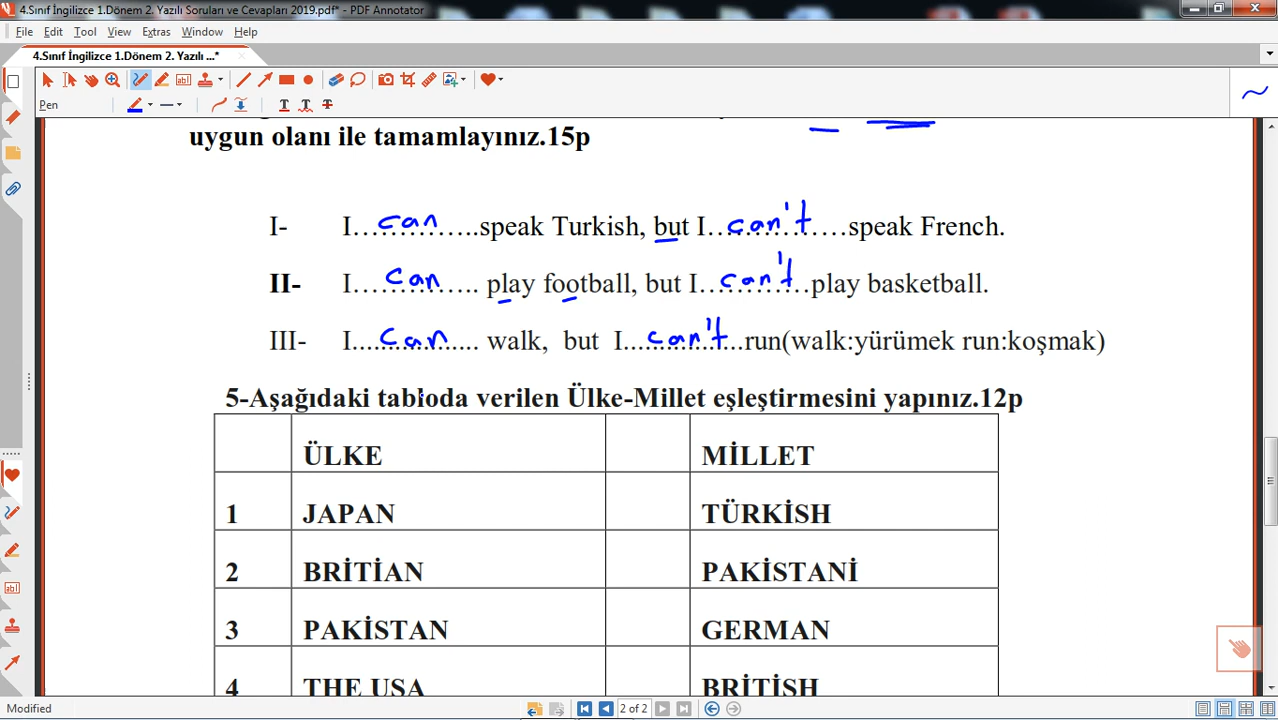 4.Sınıf İngilizce 1.Dönem 2. Yazılı Soruları ve Cevapları 2019.pdf* - PDF Annotator
File Edit Tool View Extras Window Help
4.Sınıf İngilizce 1.Dönem 2. Yazılı ...*
Pen
uygun olanı ile tamamlayınız.15p
I- I…can…..speak Turkish, but I…can't…speak French.
II- I…can….. play football, but I…can't…play basketball.
III- I...can... walk, but I...can't...run(walk:yürümek run:koşmak)
5-Aşağıdaki tabloda verilen Ülke-Millet eşleştirmesini yapınız.12p
ÜLKE MİLLET
1 JAPAN TÜRKİSH
2 BRİTİAN PAKİSTANİ
3 PAKİSTAN GERMAN
4 THE USA BRİTİSH
Modified 2 of 2